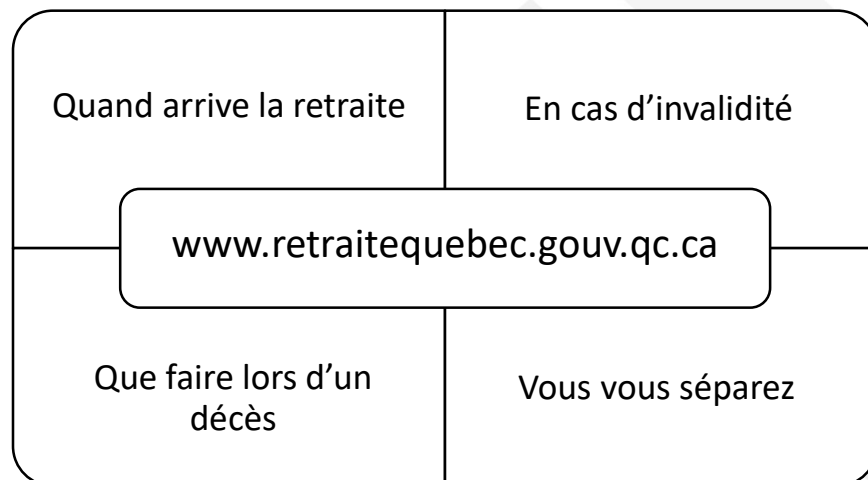 Quand arrive la retraite
En cas d’invalidité
www.retraitequebec.gouv.qc.ca
Que faire lors d’un
décès
Vous vous séparez